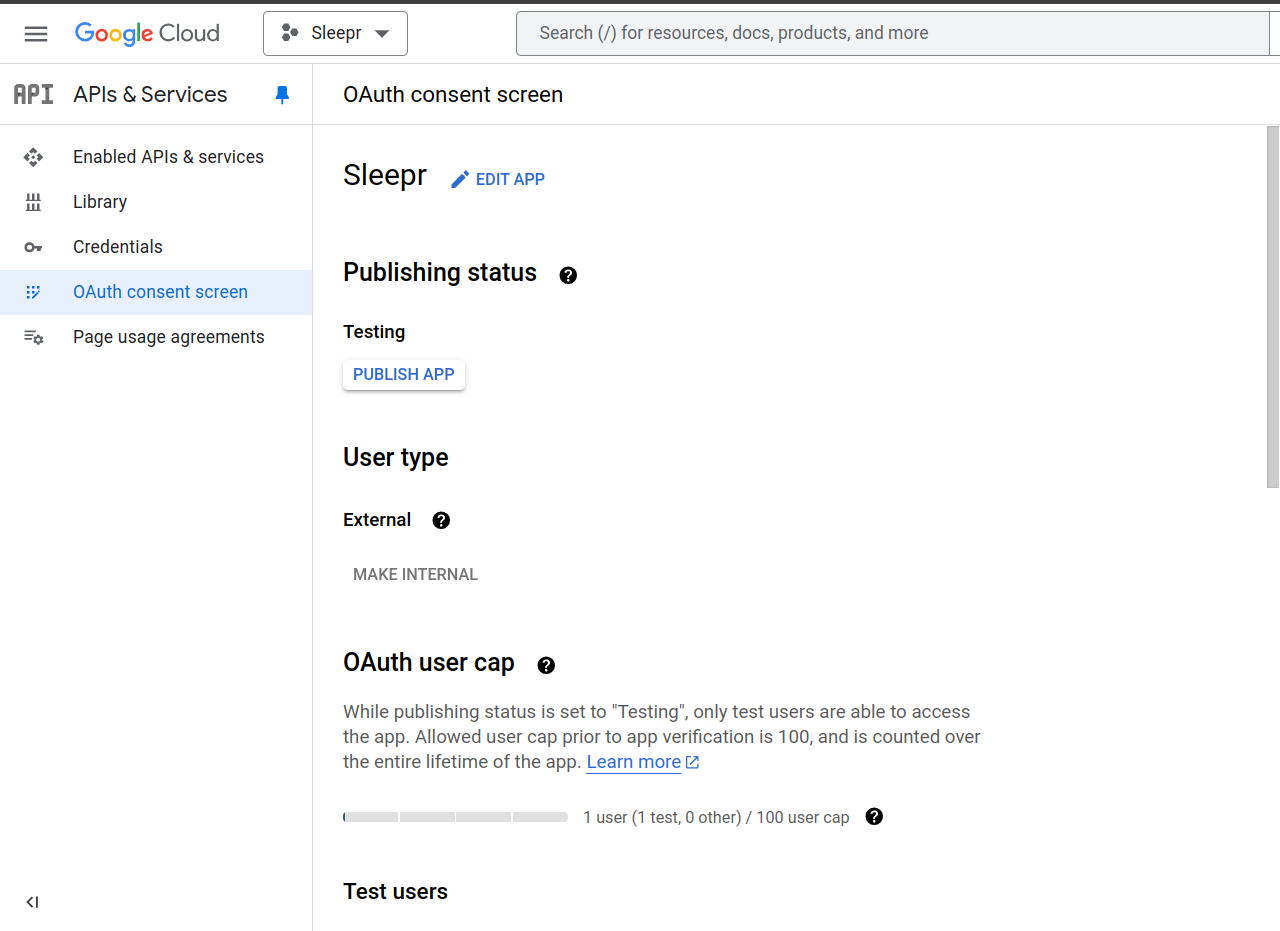 Google Cloud
Sleepr
Search (/) for resources, docs, products, and more
API
APIs & Services
OAuth consent screen
Enabled APIs & services
Library
Credentials
OAuth consent screen
Page usage agreements
Sleepr
EDIT APP
Publishing status
Testing
PUBLISH APP
User type
External
MAKE INTERNAL
OAuth user cap
While publishing status is set to "Testing", only test users are able to access
the app. Allowed user cap prior to app verification is 100, and is counted over
the entire lifetime of the app. Learn more
1 user (1 test, 0 other) / 100 user cap
Test users